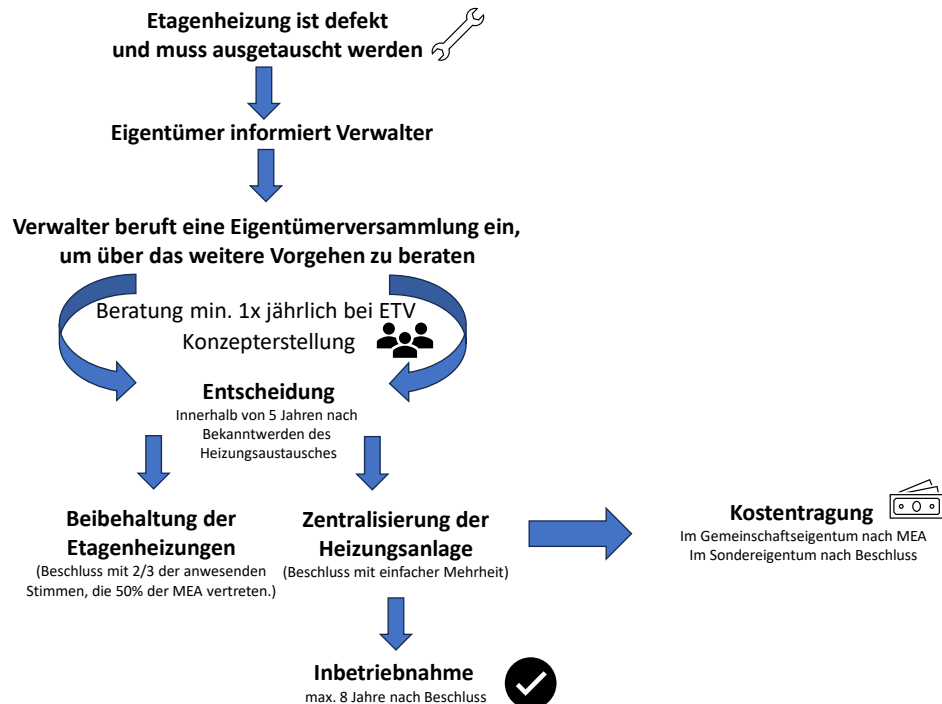 Etagenheizung ist defekt
und muss ausgetauscht werden
Eigentümer informiert Verwalter
Verwalter beruft eine Eigentümerversammlung ein,
um über das weitere Vorgehen zu beraten
Beratung min. 1x jährlich bei ETV
Konzepterstellung
Entscheidung
Innerhalb von 5 Jahren nach
Bekanntwerden des
Heizungsaustausches
Beibehaltung der
Etagenheizungen
(Beschluss mit 2/3 der anwesenden
Stimmen, die 50% der MEA vertreten.)
Zentralisierung der
Heizungsanlage
(Beschluss mit einfacher Mehrheit)
Kostentragung
Im Gemeinschaftseigentum nach MEA
Im Sondereigentum nach Beschluss
Inbetriebnahme
max. 8 Jahre nach Beschluss